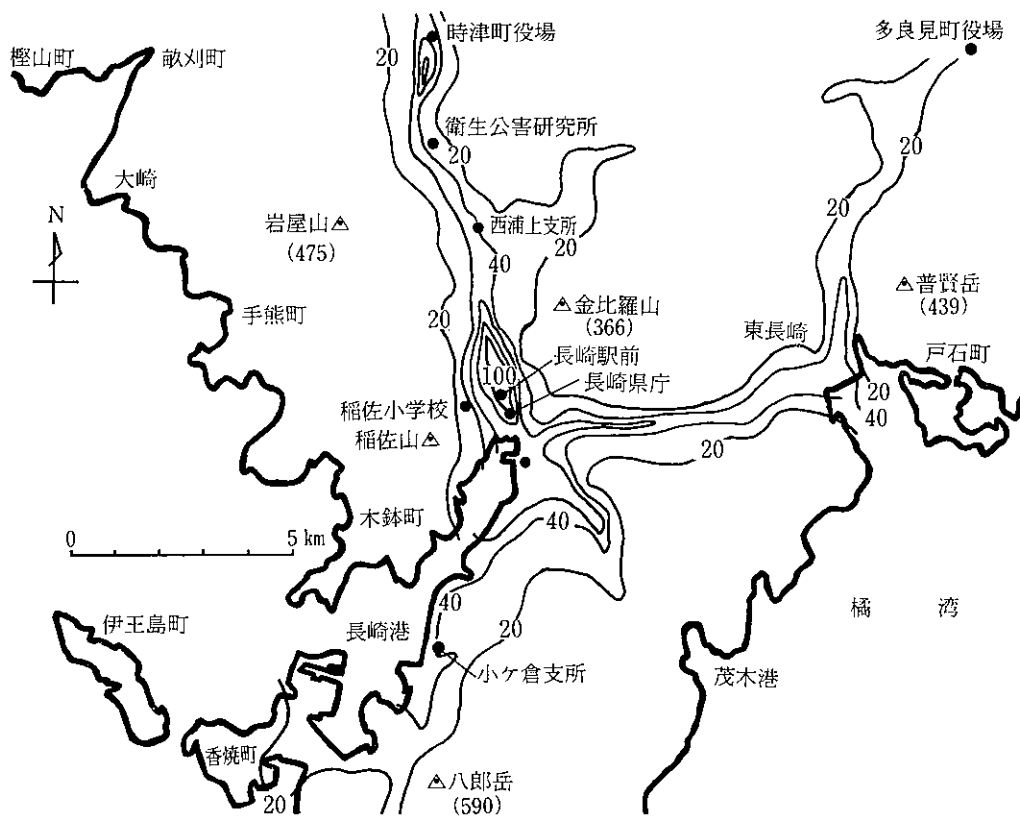 時津町役場
多良見町役場
樫山町
畝刈町
20
衛生公害研究所
20
20
大崎
N
岩屋山
(475)
西浦上支所
20
20
40
普賢岳
(439)
手熊町
20
金比羅山
(366)
東長崎
戸石町
長崎駅前
100
長崎県庁
20
40
稲佐小学校
稲佐山
20
木鉢町
40
0
5 km
40
伊王島町
長崎港
20
橘湾
小ケ倉支所
茂木港
香焼町
20
八郎岳
(590)